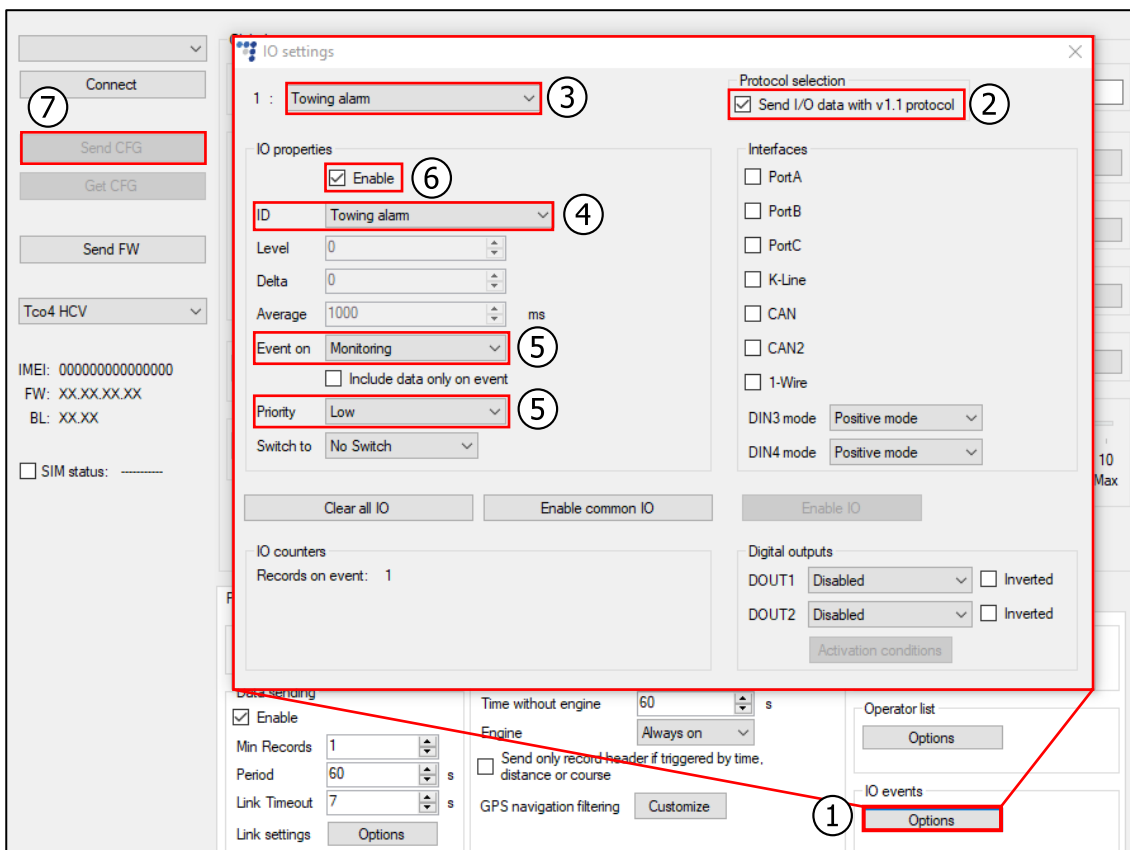 Connect
7
Send CFG
Get CFG
Send FW
Tco4 HCV
IMEI: 000000000000000
FW: XX.XX.XX.XX
BL: XX.XX
SIM status: -----------
IO settings
1 : Towing alarm
3
Protocol selection
Send I/O data with v1.1 protocol
2
IO properties
Enable
6
ID Towing alarm
4
Level 0
Delta 0
Average 1000 ms
Event on Monitoring
5
Include data only on event
Priority Low
5
Switch to No Switch
Interfaces
PortA
PortB
PortC
K-Line
CAN
CAN2
1-Wire
DIN3 mode Positive mode
DIN4 mode Positive mode
Clear all IO
Enable common IO
Enable IO
IO counters
Records on event: 1
Digital outputs
DOUT1 Disabled Inverted
DOUT2 Disabled Inverted
Activation conditions
10
Max
Data sending
Enable
Min Records 1
Period 60 s
Link Timeout 7 s
Link settings Options
Time without engine 60 s
Engine Always on
Send only record header if triggered by time,
distance or course
GPS navigation filtering Customize
Operator list
Options
IO events
1
Options